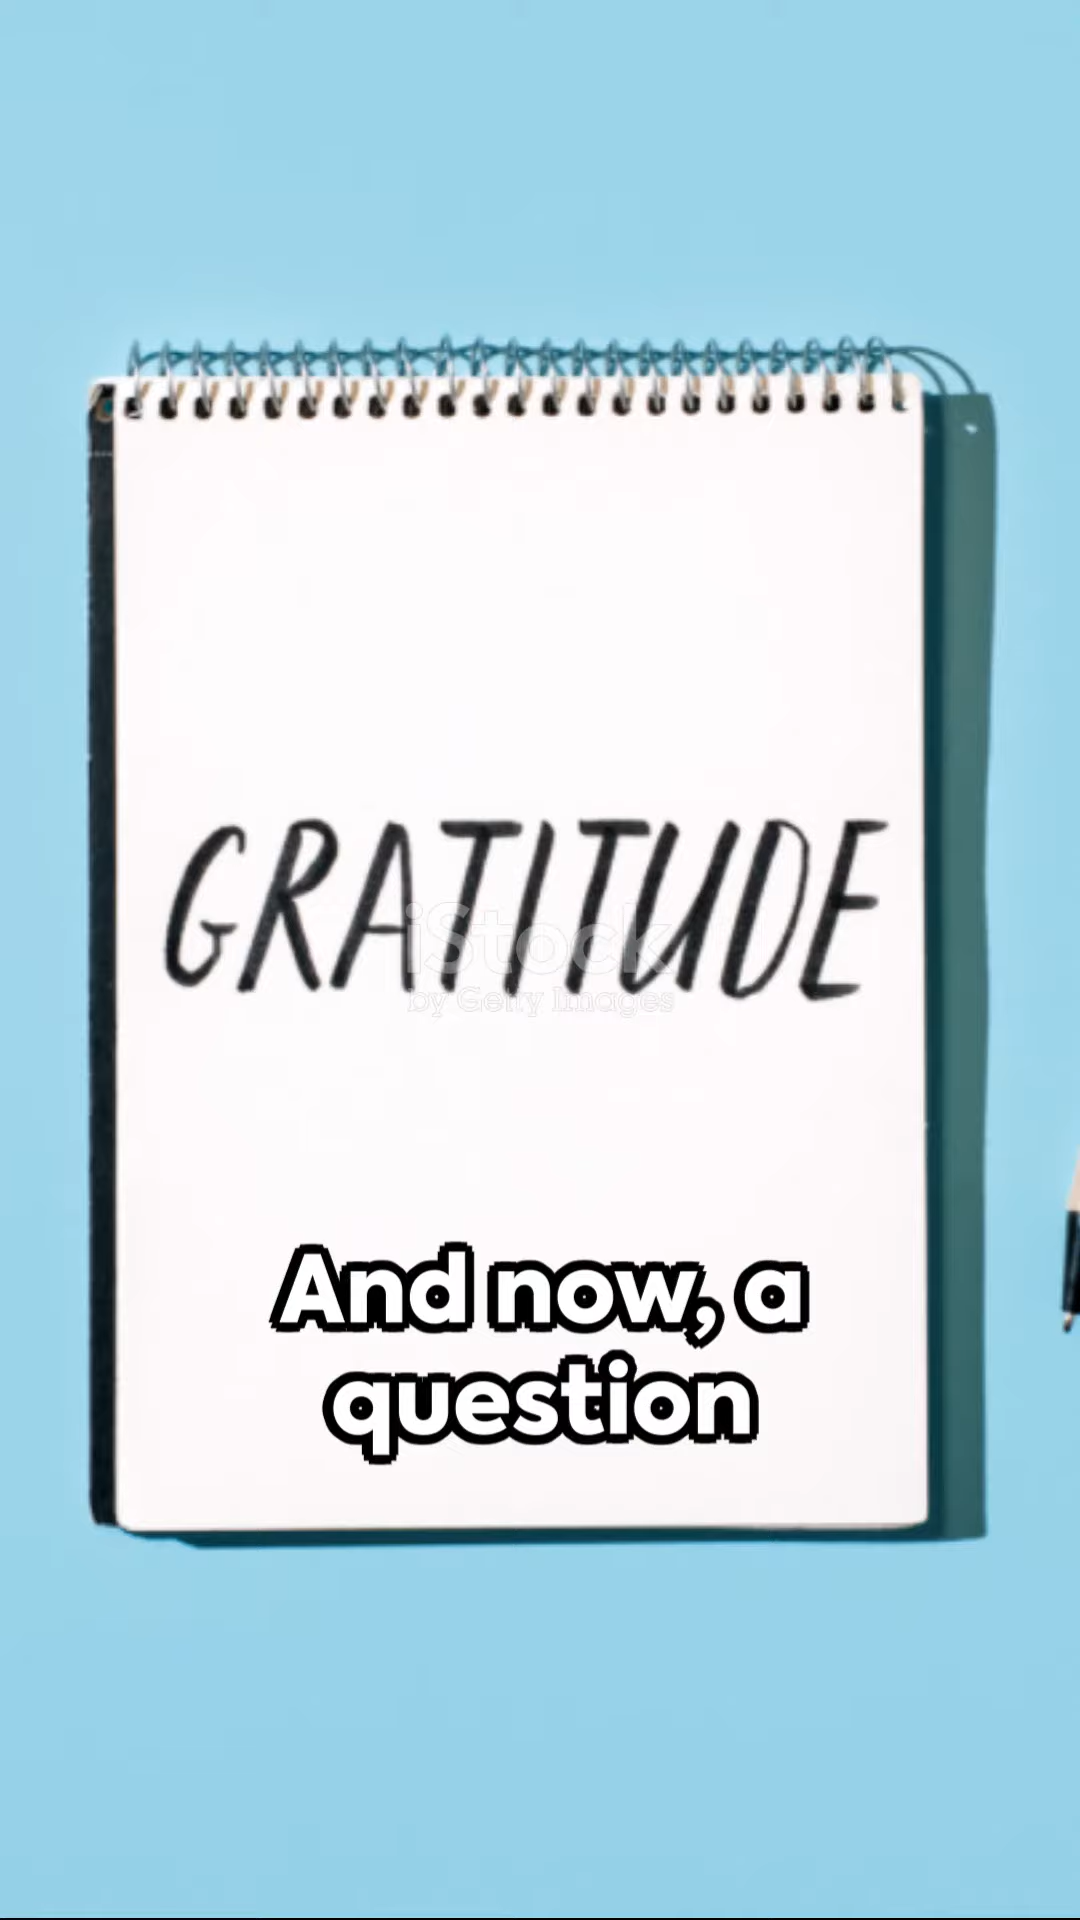 GRATITUDE
iStock
by Getty Images
And now, a
question